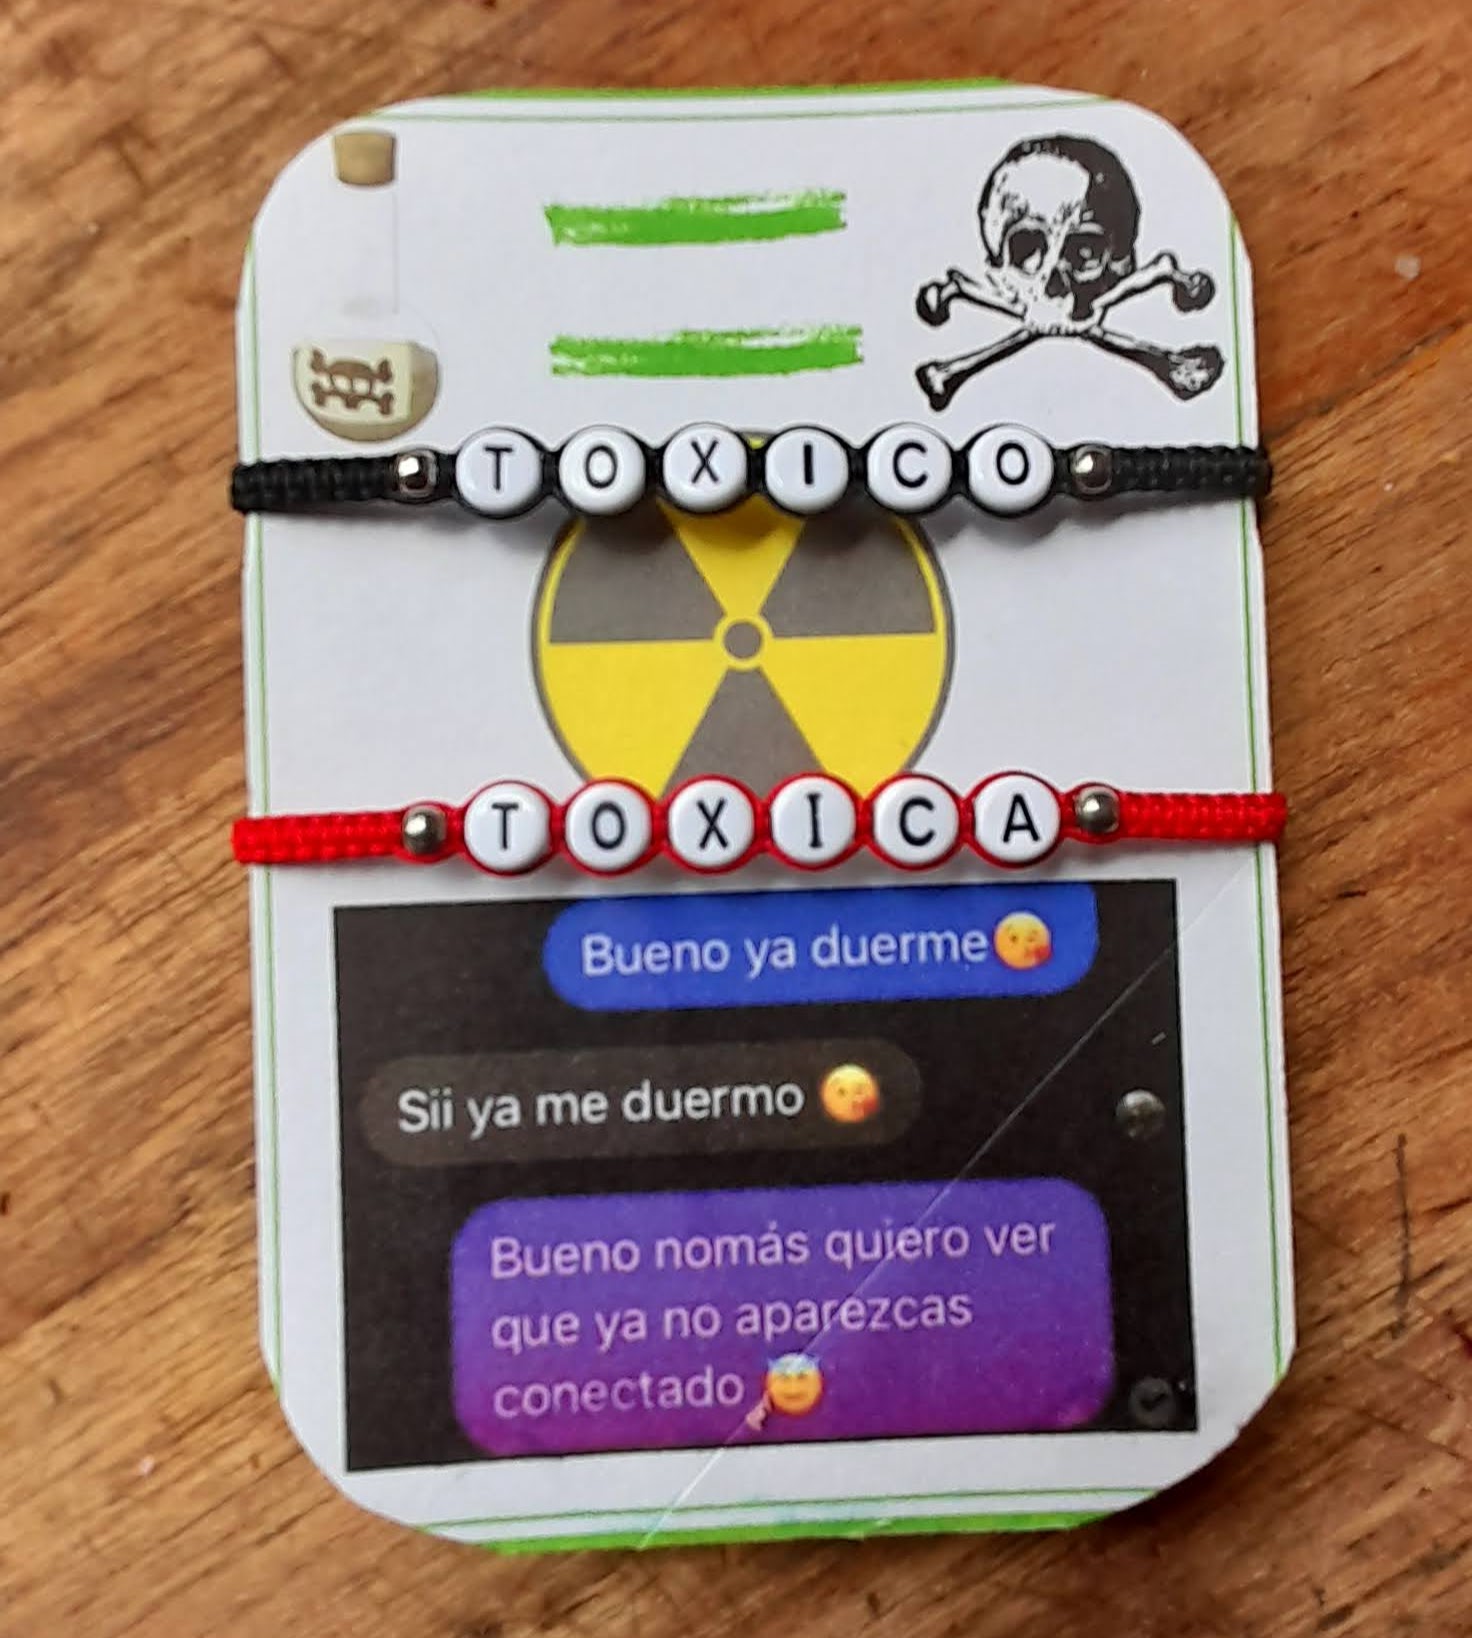 TOXICO
TOXICA
Bueno ya duerme😘
Sii ya me duermo 😘
Bueno nomás quiero ver
que ya no aparezcas
conectado 😇